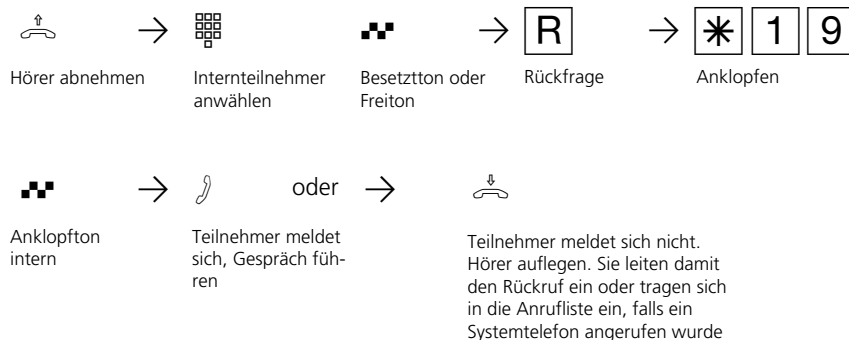 R
* 1 9
Hörer abnehmen
Internteilnehmer
anwählen
Besetztton oder
Freiton
Rückfrage
Anklopfen
oder
Anklopfton
intern
Teilnehmer meldet
sich, Gespräch füh-
ren
Teilnehmer meldet sich nicht.
Hörer auflegen. Sie leiten damit
den Rückruf ein oder tragen sich
in die Anrufliste ein, falls ein
Systemtelefon angerufen wurde